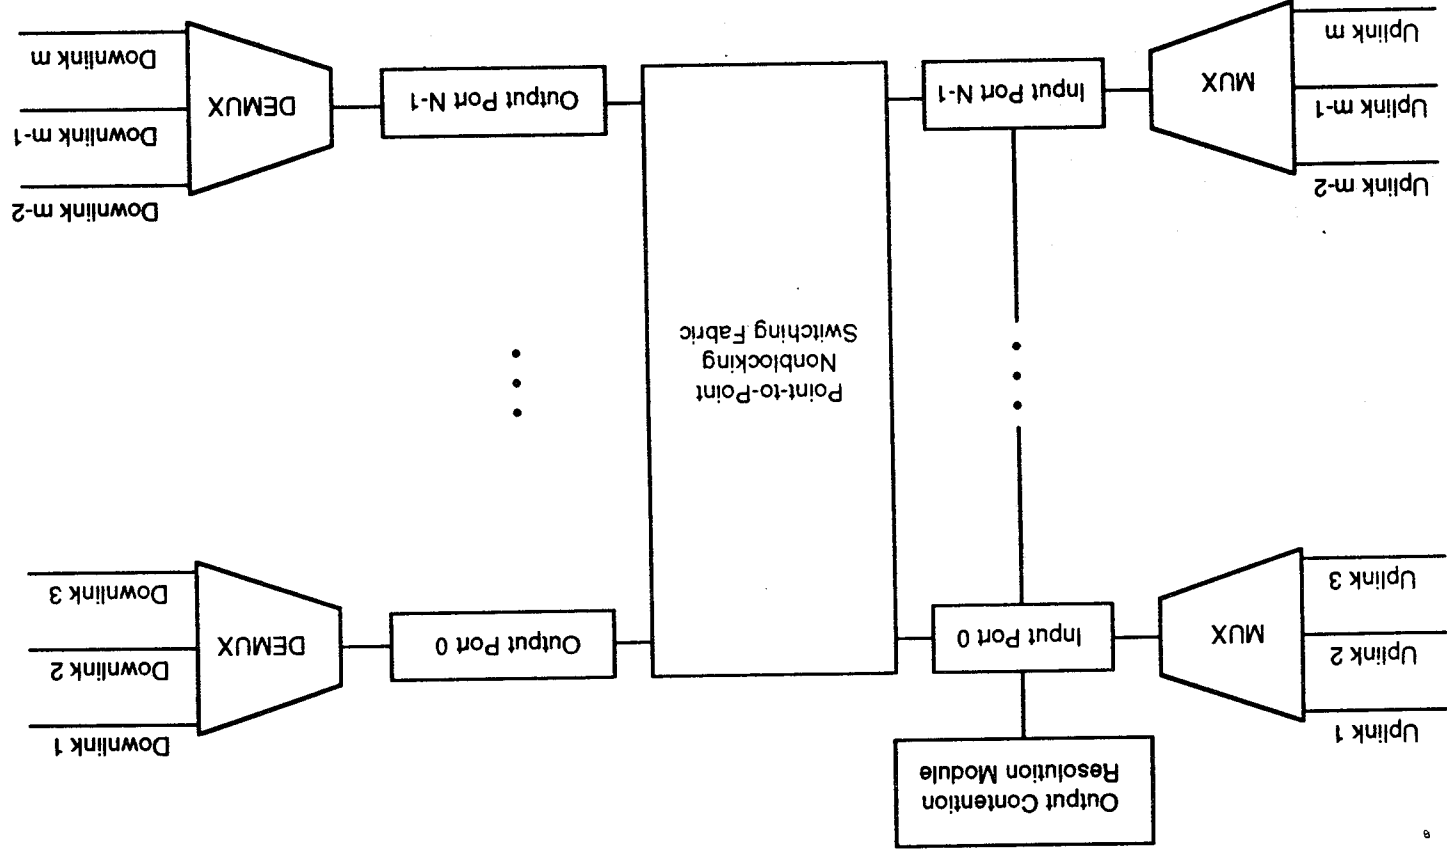 Output Contention
Resolution Module
Uplink 1
Uplink 2
Uplink 3
MUX
Input Port 0
Output Port 0
DEMUX
Downlink 1
Downlink 2
Downlink 3
Point-to-Point
Nonblocking
Switching Fabric
Uplink m-2
Uplink m-1
Uplink m
MUX
Input Port N-1
Output Port N-1
DEMUX
Downlink m-2
Downlink m-1
Downlink m